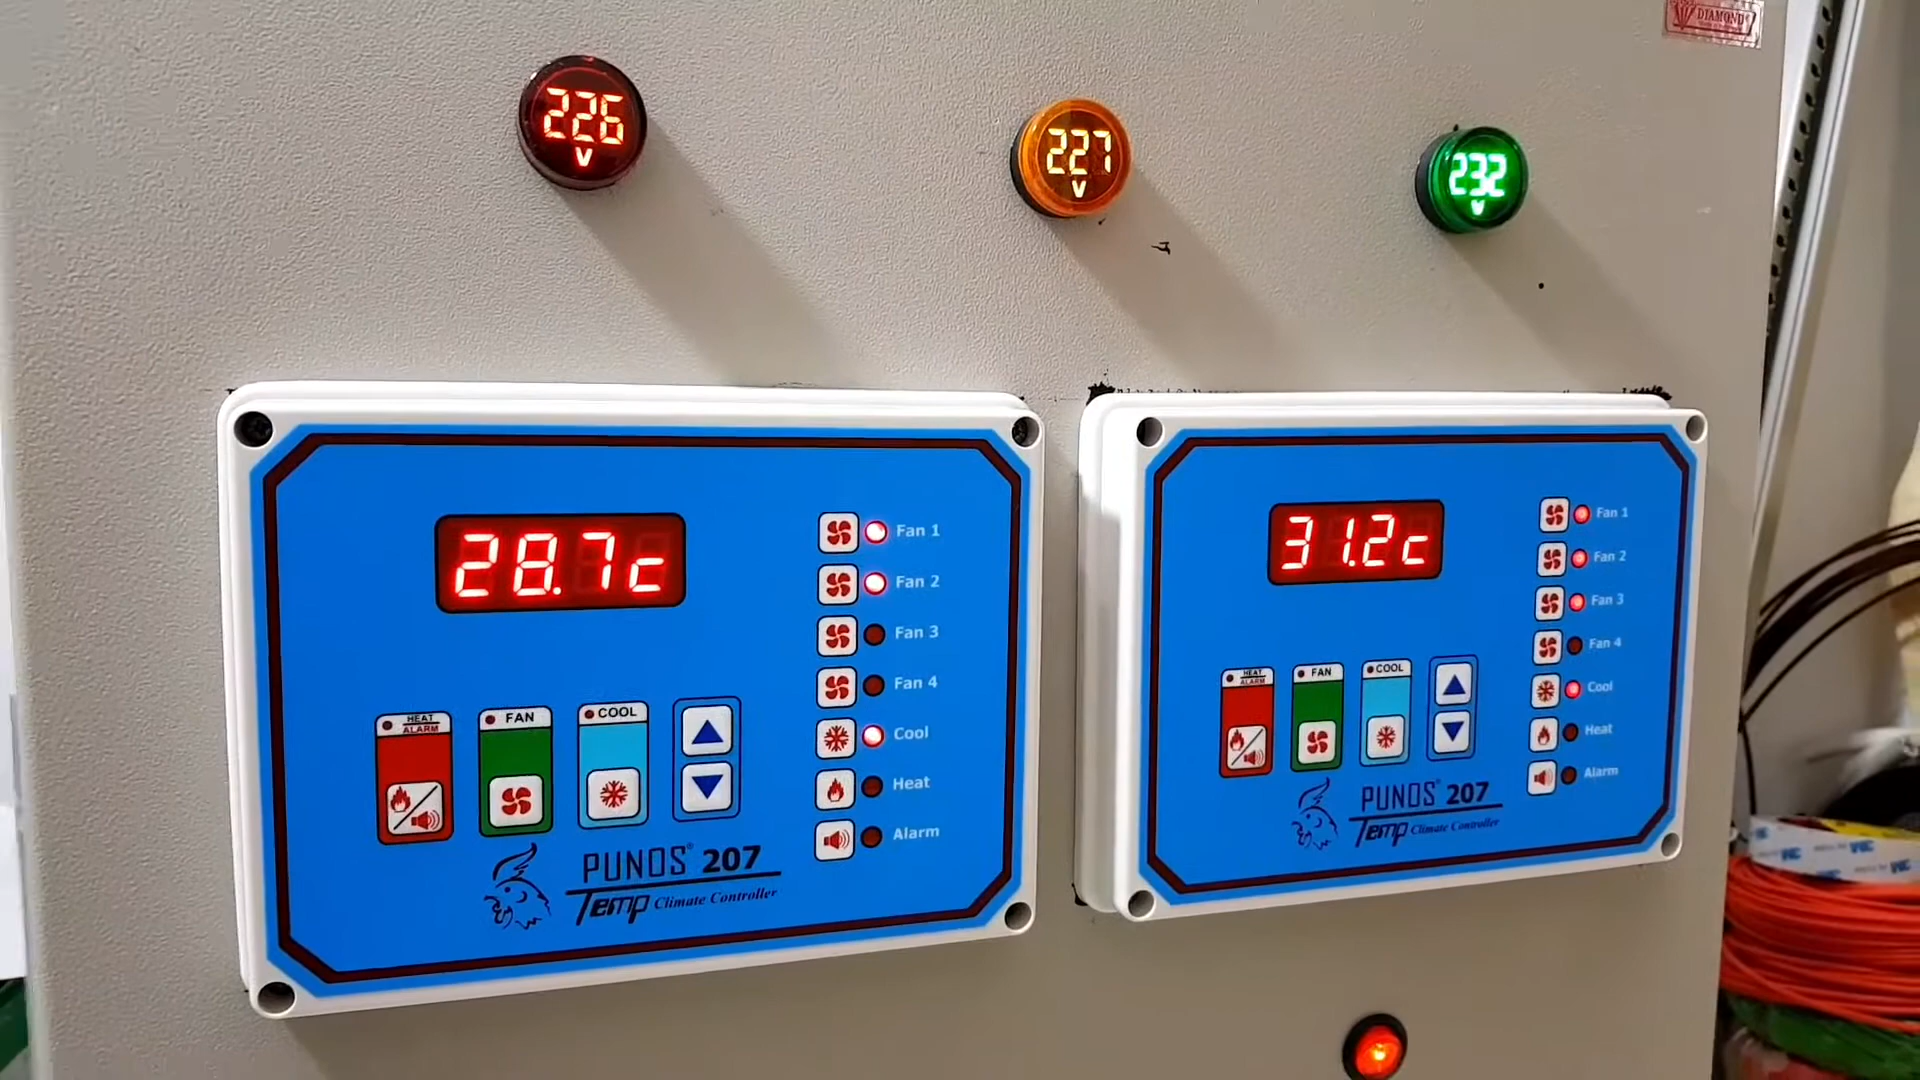 DIAMOND
226
V
227
V
232
V
28.7c
Fan 1
Fan 2
Fan 3
Fan 4
Cool
Heat
Alarm
HEAT
ALARM
FAN
COOL
PUNOS® 207
Temp Climate Controller
31.2c
Fan 1
Fan 2
Fan 3
Fan 4
Cool
Heat
Alarm
HEAT
ALARM
FAN
COOL
PUNOS® 207
Temp Climate Controller